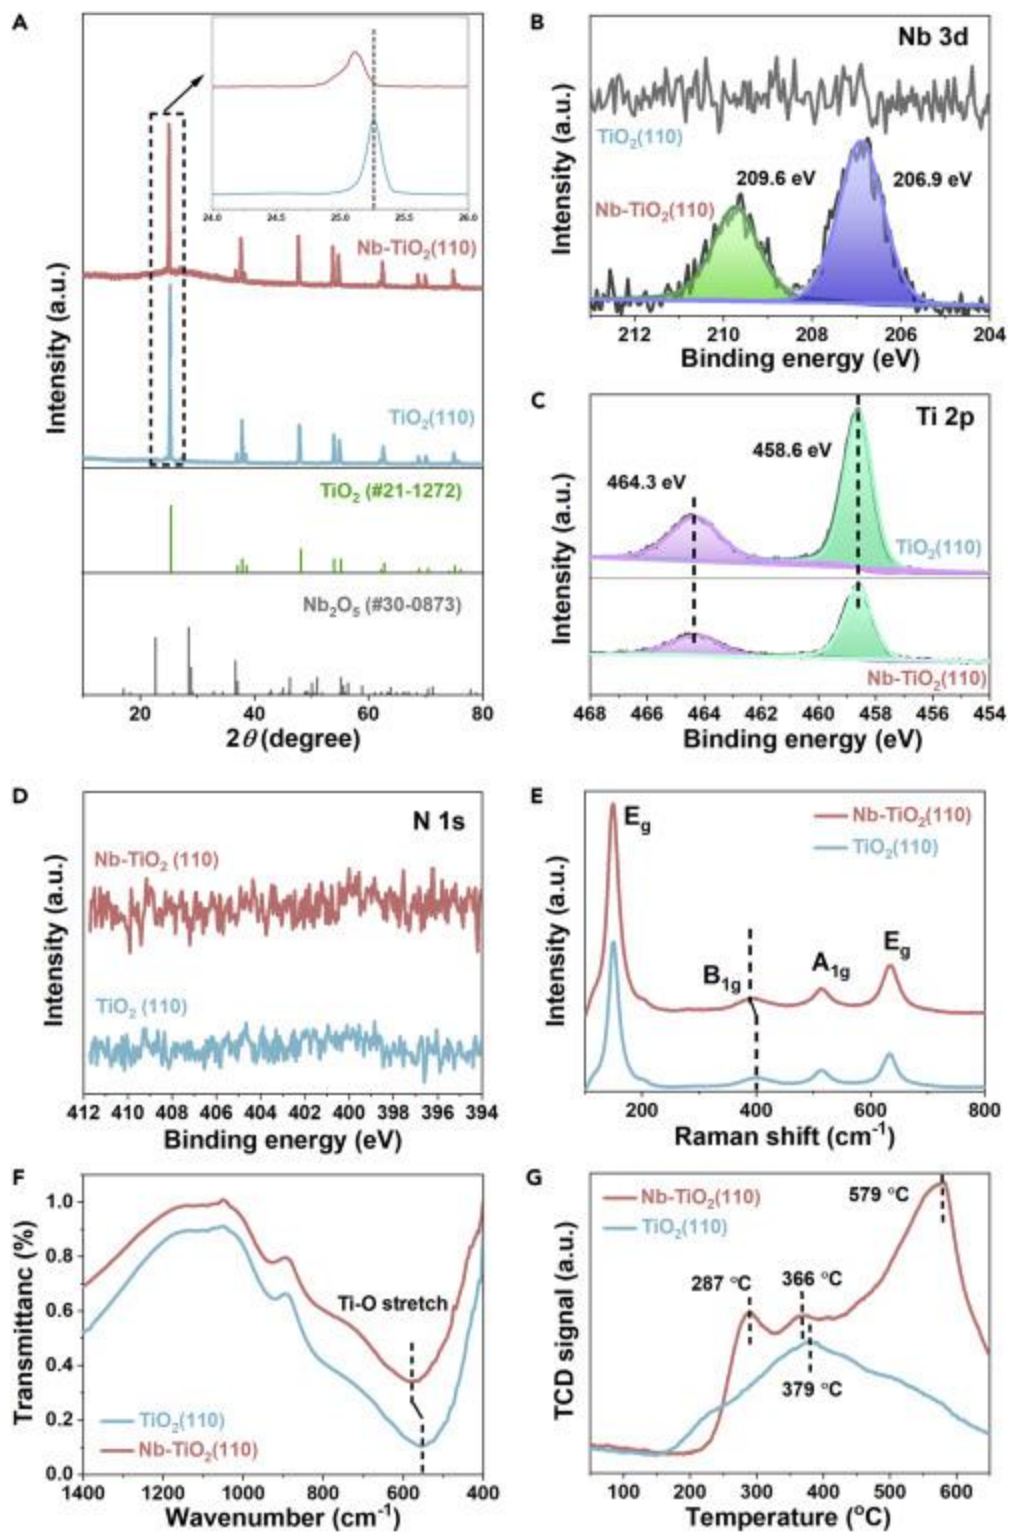 A
Intensity (a.u.)
24.0 24.5 25.0 25.5 26.0
Nb-TiO₂(110)
TiO₂(110)
TiO₂ (#21-1272)
Nb₂O₅ (#30-0873)
20 40 60 80
2θ (degree)
B
Nb 3d
Intensity (a.u.)
TiO₂(110)
209.6 eV
206.9 eV
Nb-TiO₂(110)
212 210 208 206 204
Binding energy (eV)
C
Ti 2p
458.6 eV
464.3 eV
Intensity (a.u.)
TiO₂(110)
Nb-TiO₂(110)
468 466 464 462 460 458 456 454
Binding energy (eV)
D
N 1s
Intensity (a.u.)
Nb-TiO₂ (110)
TiO₂ (110)
412 410 408 406 404 402 400 398 396 394
Binding energy (eV)
E
Intensity (a.u.)
Eg
Nb-TiO₂(110)
TiO₂(110)
B1g
A1g
Eg
200 400 600 800
Raman shift (cm⁻¹)
F
Transmittanc (%)
1.0
0.8
0.6
0.4
0.2
0.0
Ti-O stretch
TiO₂(110)
Nb-TiO₂(110)
1400 1200 1000 800 600 400
Wavenumber (cm⁻¹)
G
TCD signal (a.u.)
Nb-TiO₂(110)
TiO₂(110)
579 °C
287 °C
366 °C
379 °C
100 200 300 400 500 600
Temperature (°C)